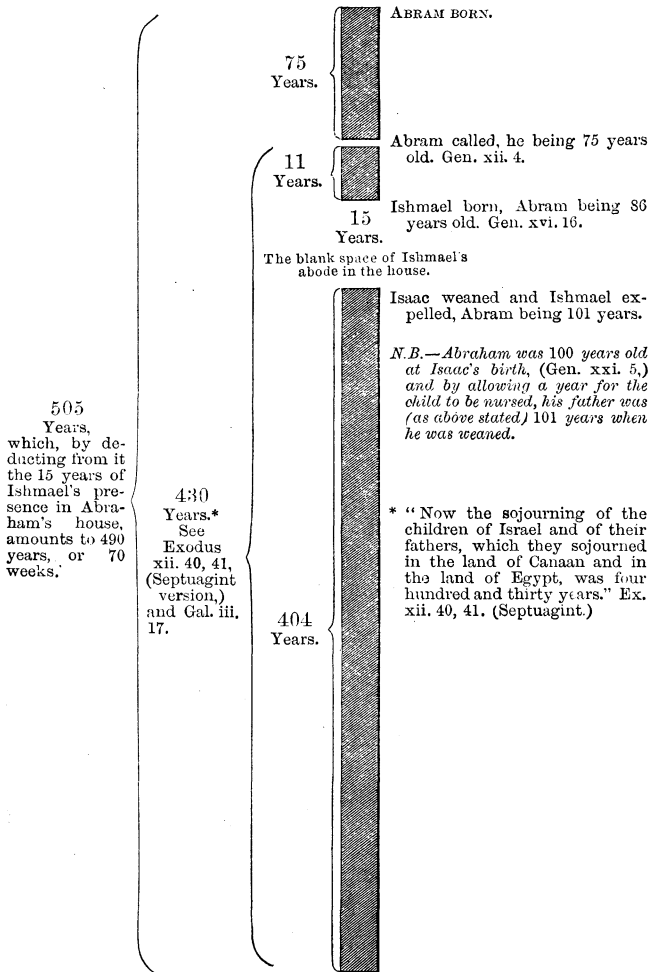 ABRAM BORN.
75
Years.
Abram called, he being 75 years
old. Gen. xii. 4.
11
Years.
Ishmael born, Abram being 86
years old. Gen. xvi. 16.
15
Years.
The blank space of Ishmael's
abode in the house.
Isaac weaned and Ishmael ex-
pelled, Abram being 101 years.
N.B.—Abraham was 100 years old
at Isaac's birth, (Gen. xxi. 5,)
and by allowing a year for the
child to be nursed, his father was
(as above stated) 101 years when
he was weaned.
505
Years,
which, by de-
ducting from it
the 15 years of
Ishmael's pre-
sence in Abra-
ham's house,
amounts to 490
years, or 70
weeks.
430
Years.*
See
Exodus
xii. 40, 41,
(Septuagint
version,)
and Gal. iii.
17.
404
Years.
* "Now the sojourning of the
children of Israel and of their
fathers, which they sojourned
in the land of Canaan and in
the land of Egypt, was four
hundred and thirty years." Ex.
xii. 40, 41. (Septuagint.)